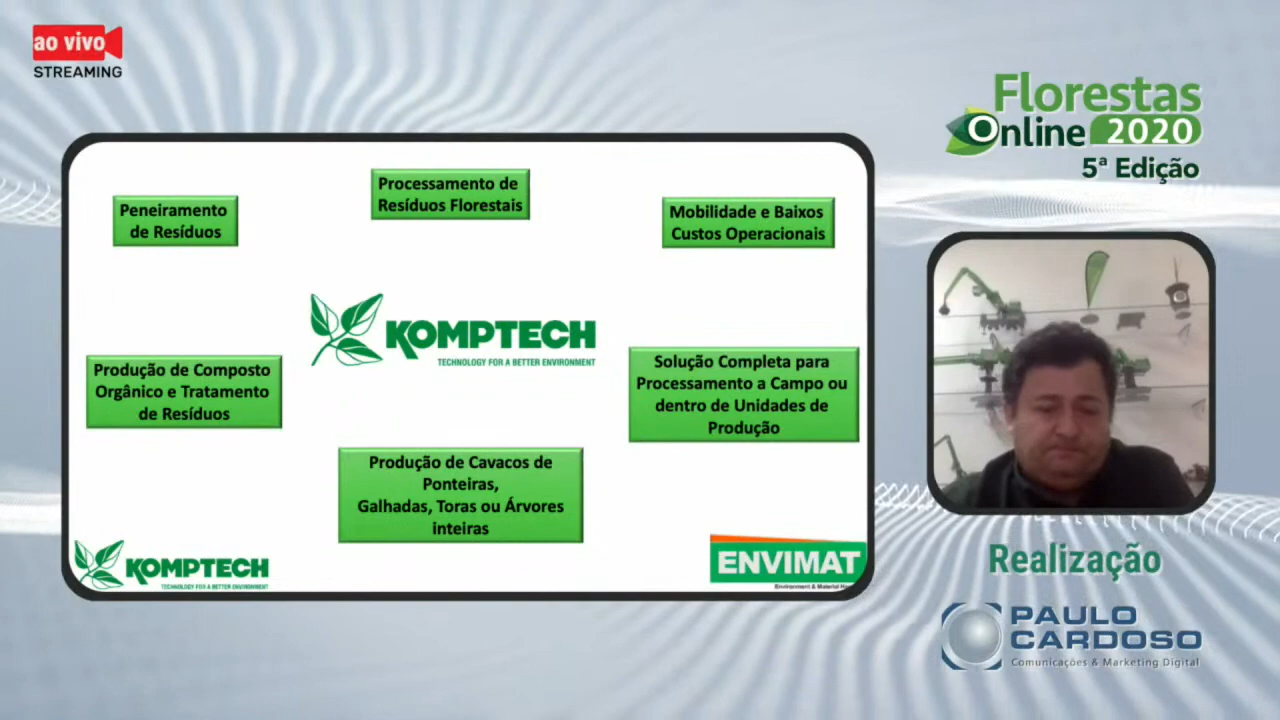 ao vivo
STREAMING
Florestas
Online 2020
5ª Edição
Processamento de
Resíduos Florestais
Peneiramento
de Resíduos
Mobilidade e Baixos
Custos Operacionais
KOMPTECH
TECHNOLOGY FOR A BETTER ENVIRONMENT
Produção de Composto
Orgânico e Tratamento
de Resíduos
Solução Completa para
Processamento a Campo ou
dentro de Unidades de
Produção
Produção de Cavacos de
Ponteiras,
Galhadas, Toras ou Árvores
inteiras
KOMPTECH
TECHNOLOGY FOR A BETTER ENVIRONMENT
ENVIMAT
Environment & Material
Realização
PAULO
CARDOSO
Comunicações & Marketing Digital